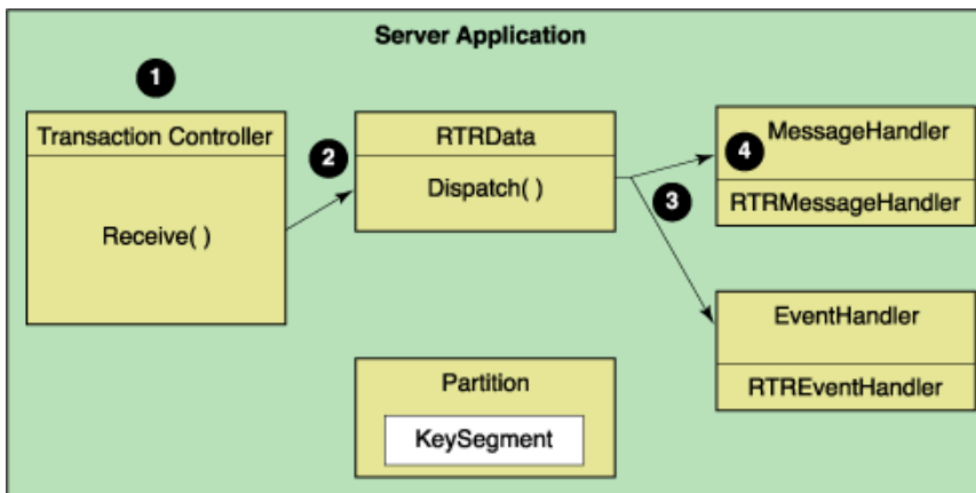 Server Application
1
Transaction Controller
Receive( )
2
RTRData
Dispatch( )
3
4
MessageHandler
RTRMessageHandler
EventHandler
RTREventHandler
Partition
KeySegment